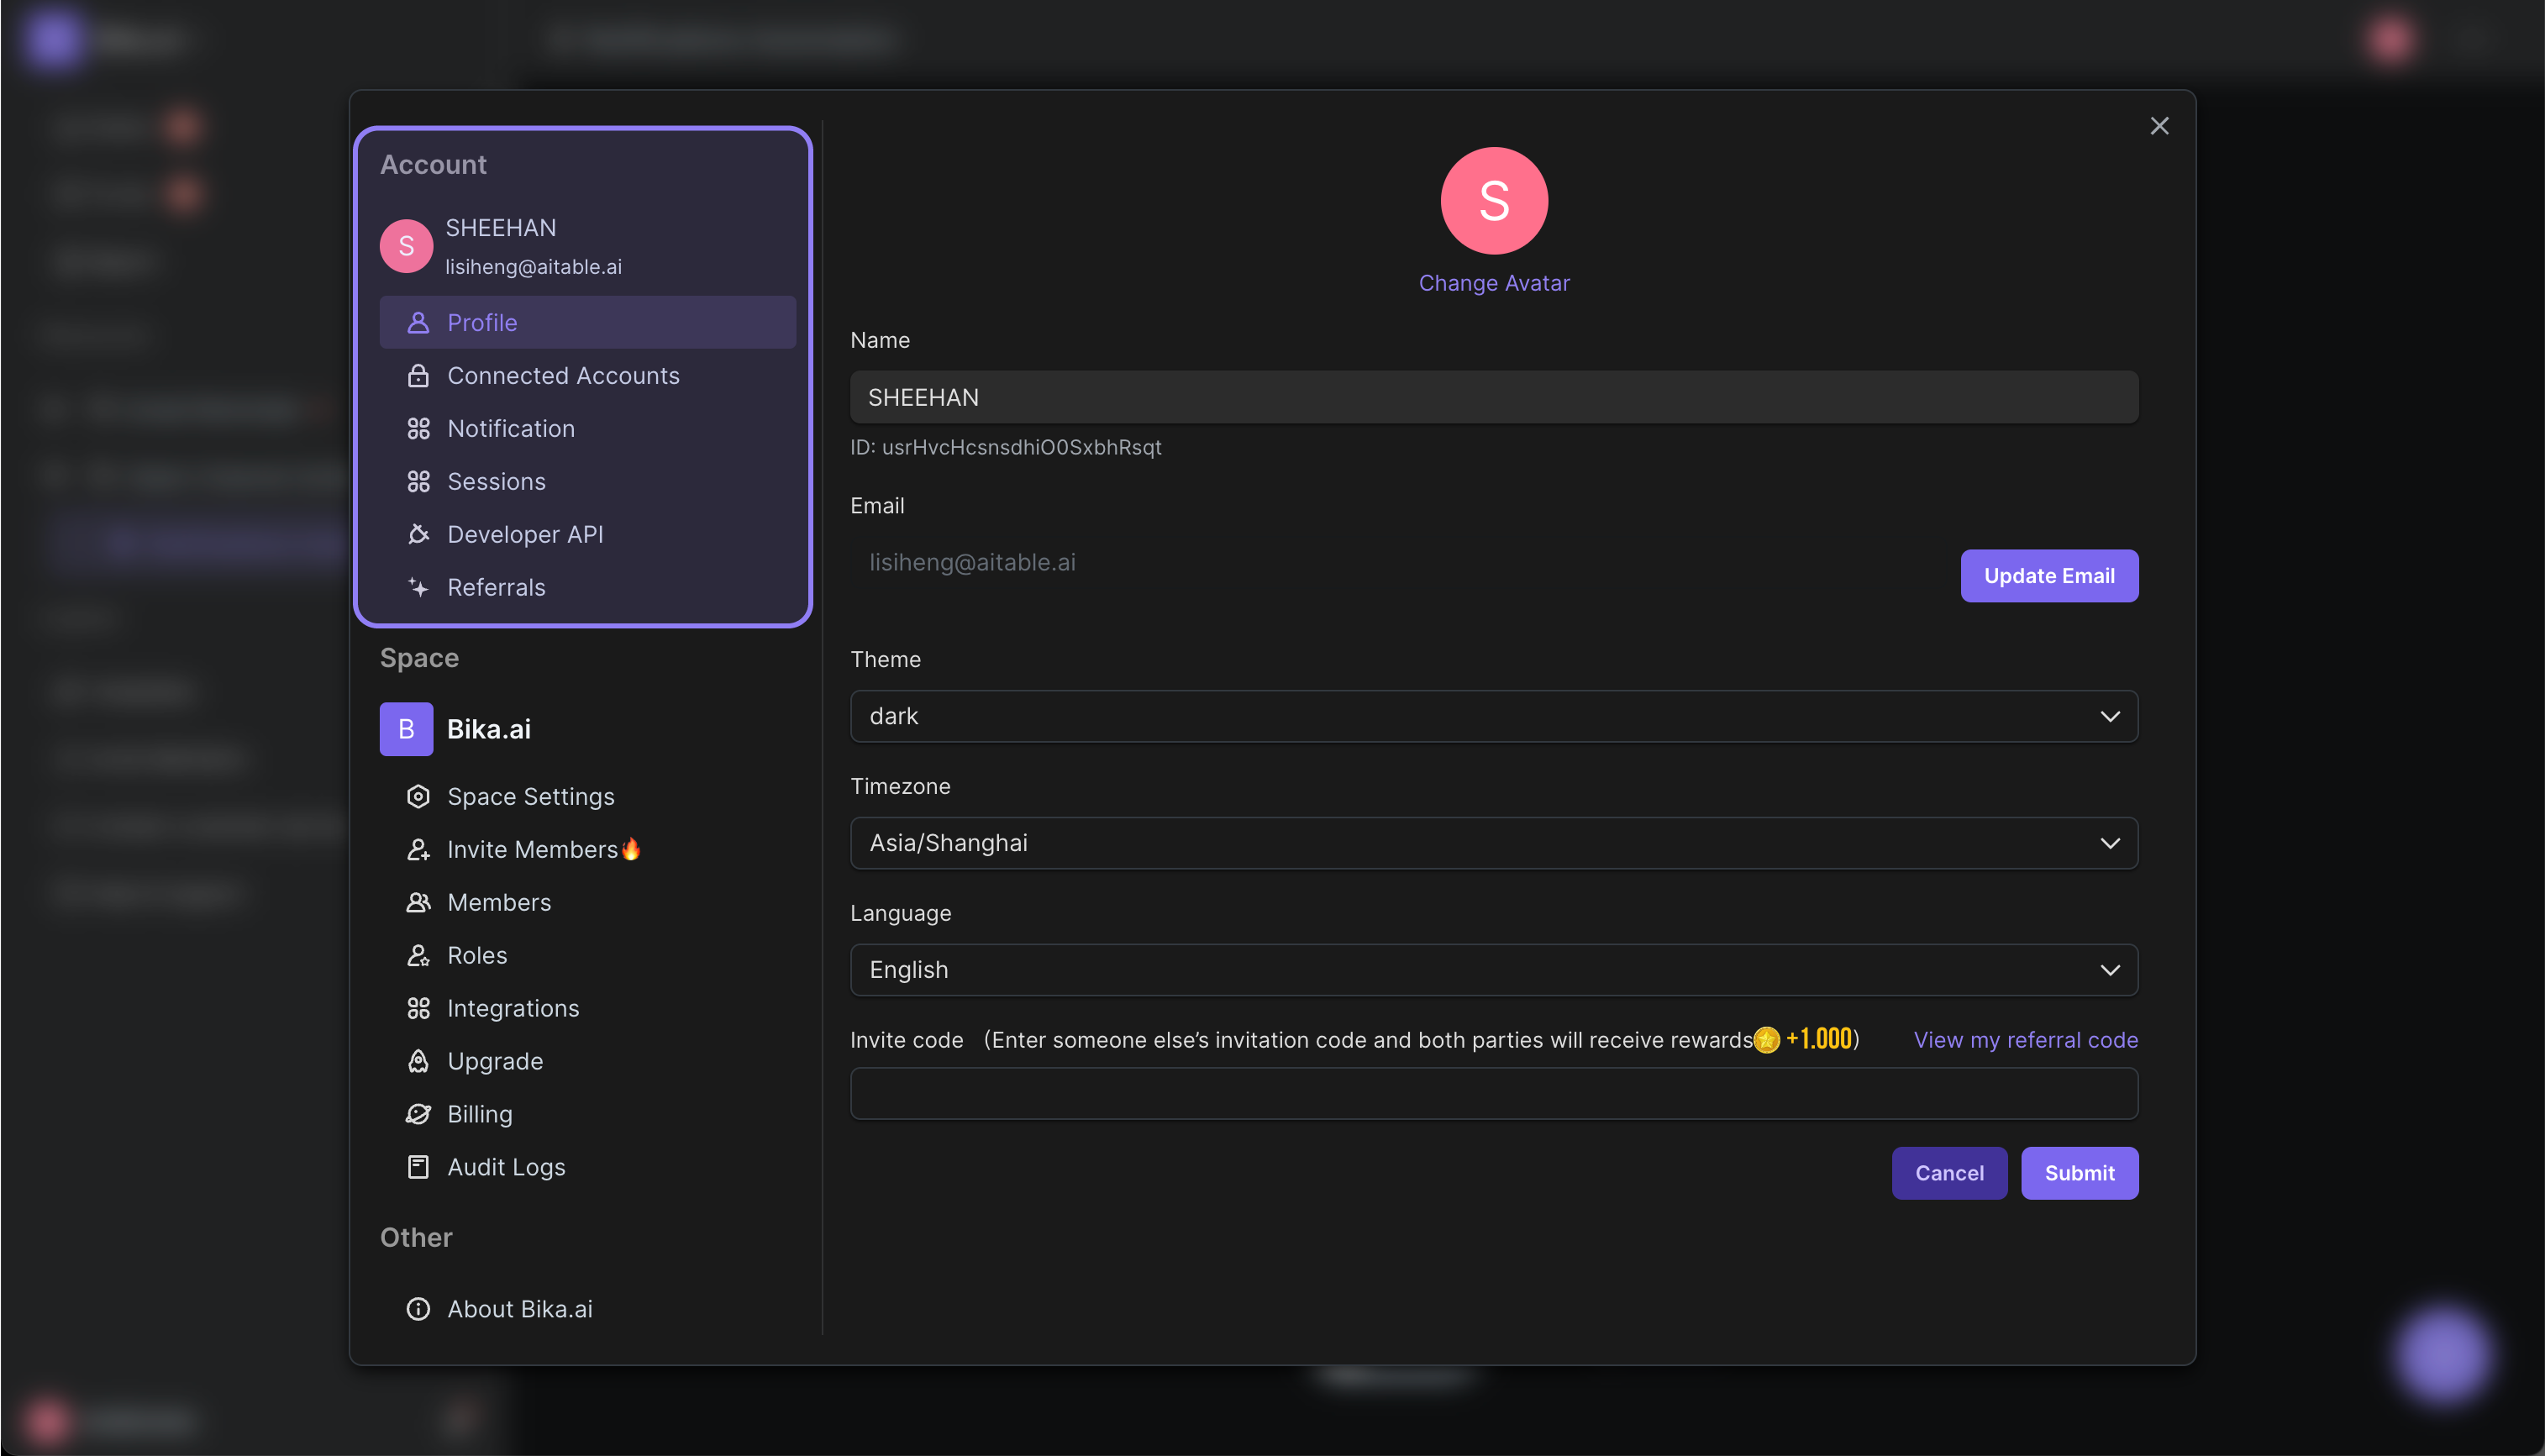 Account
S
SHEEHAN
lisiheng@aitable.ai
Profile
Connected Accounts
Notification
Sessions
Developer API
Referrals
Space
B
Bika.ai
Space Settings
Invite Members🔥
Members
Roles
Integrations
Upgrade
Billing
Audit Logs
Other
About Bika.ai
S
Change Avatar
Name
SHEEHAN
ID: usrHvcHcsnsdhiO0SxbhRsqt
Email
lisiheng@aitable.ai
Update Email
Theme
dark
Timezone
Asia/Shanghai
Language
English
Invite code (Enter someone else’s invitation code and both parties will receive rewards +1.000) View my referral code
Cancel Submit